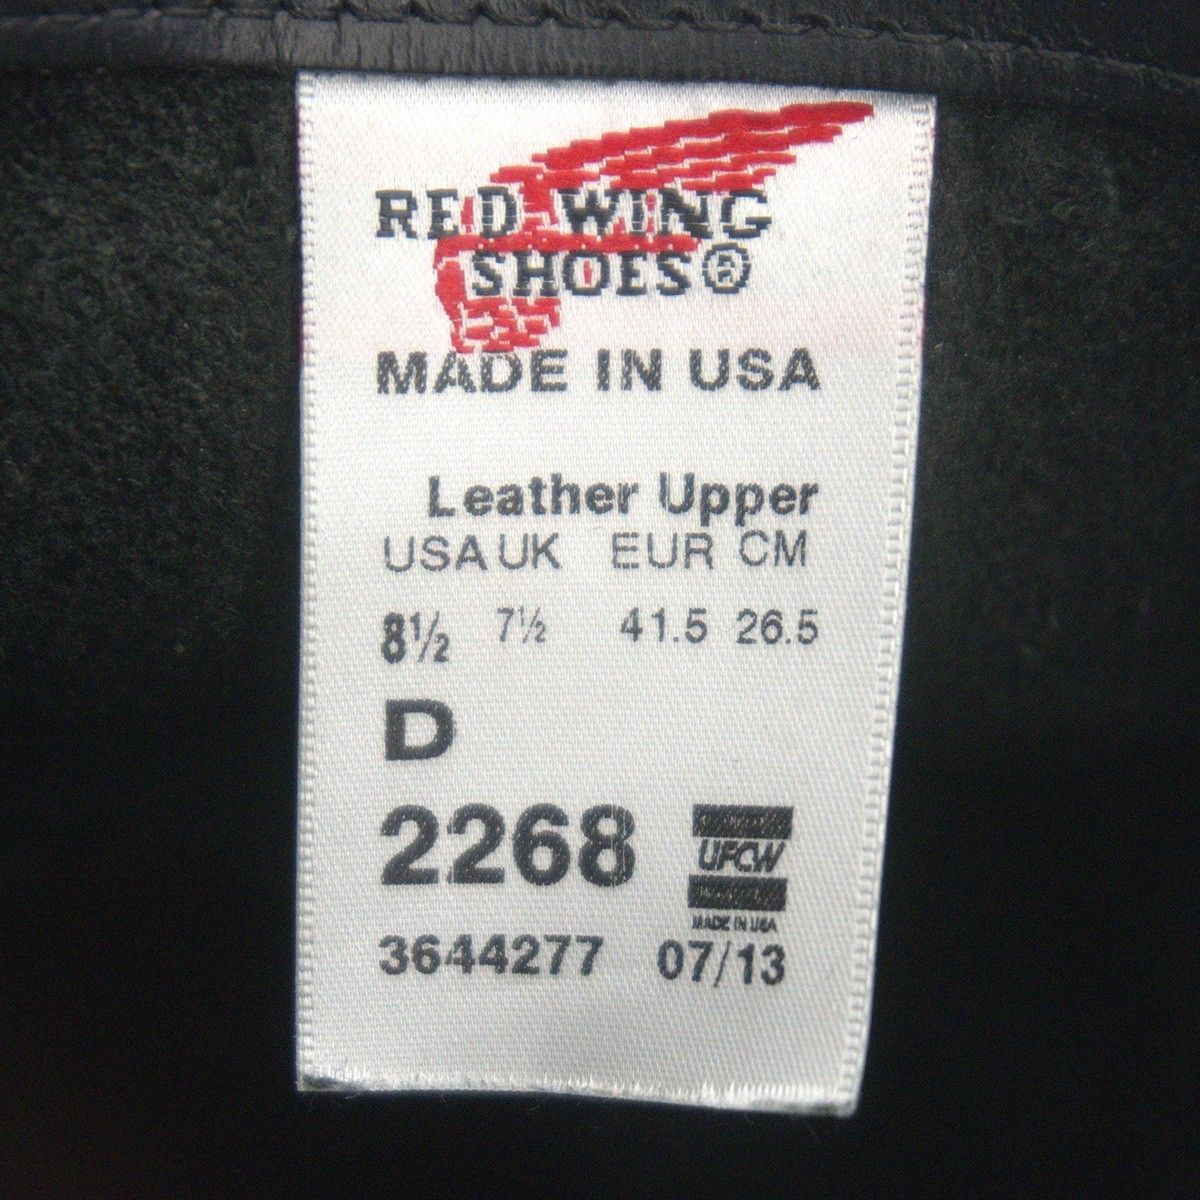 RED WING
SHOES®
MADE IN USA
Leather Upper
USA UK EUR CM
8½ 7½ 41.5 26.5
D
2268
UFCW
MADE IN USA
3644277 07/13